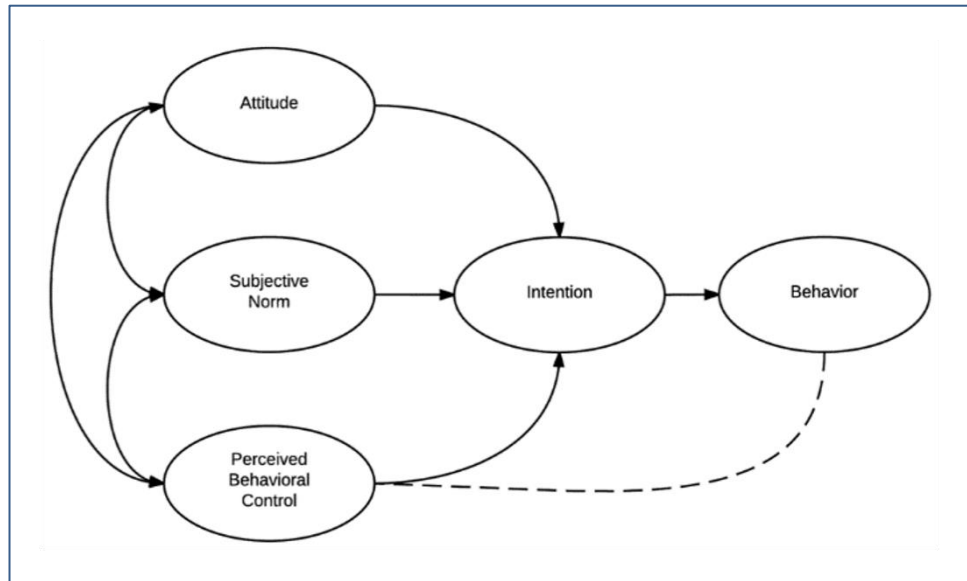 Attitude
Subjective
Norm
Intention
Behavior
Perceived
Behavioral
Control